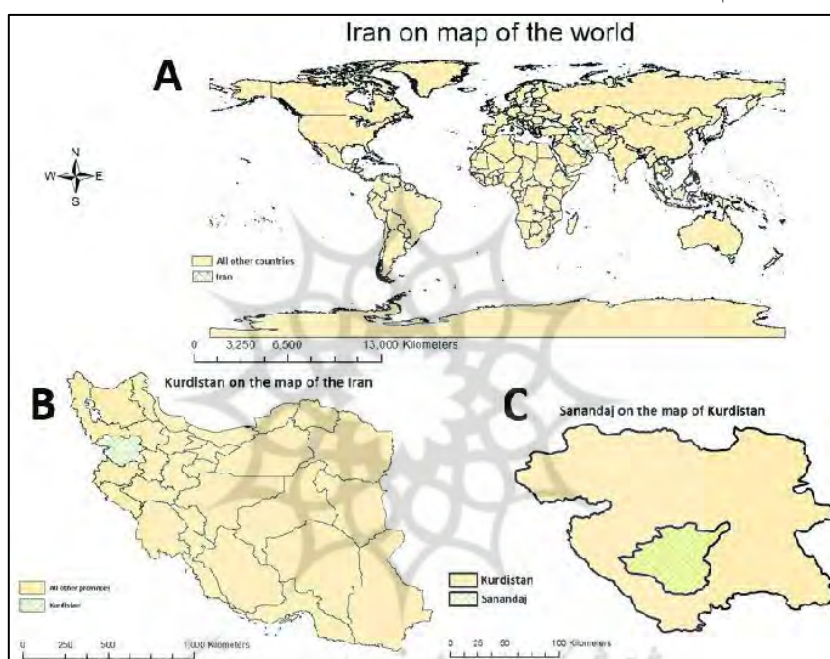 Iran on map of the world
A
N
W E
S
All other countries
Iran
0 3,250 6,500 13,000 Kilometers
Kurdistan on the map of the Iran
B
All other provinces
Kurdistan
0 250 500 1,000 Kilometers
C
Sanandaj on the map of Kurdistan
Kurdistan
Sanandaj
0 25 50 100 Kilometers